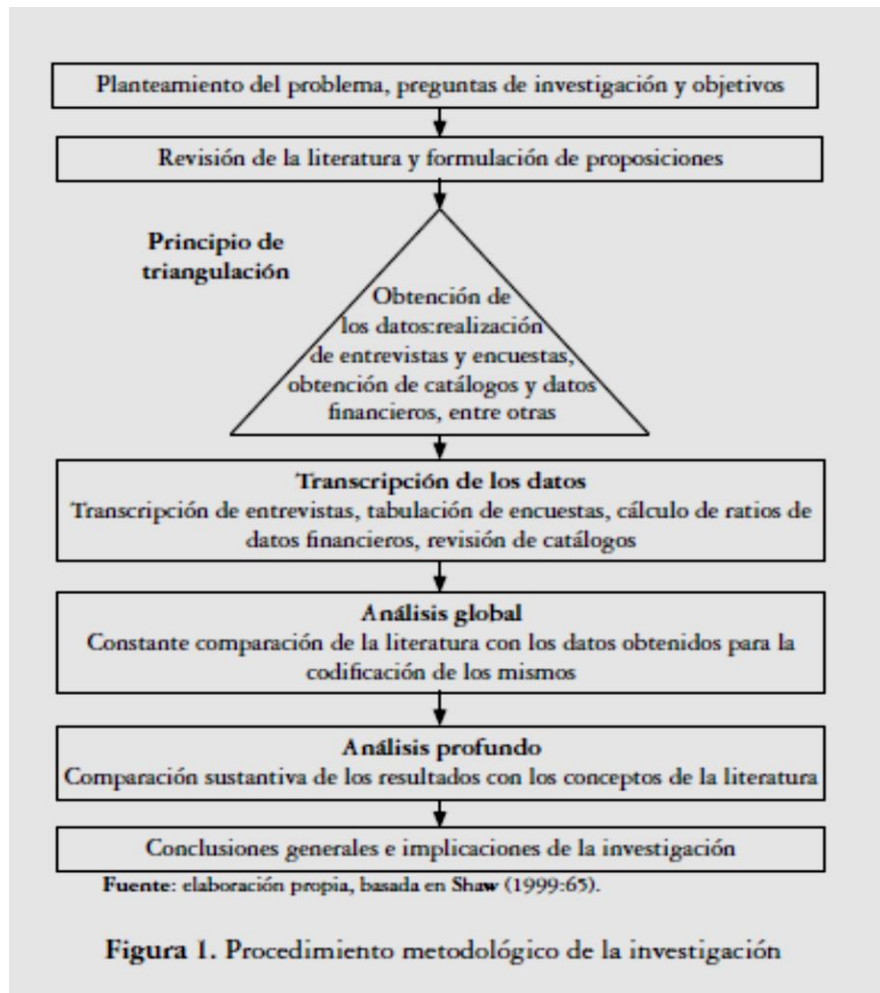 Planteamiento del problema, preguntas de investigación y objetivos
Revisión de la literatura y formulación de proposiciones
Principio de
triangulación
Obtención de
los datos:realización
de entrevistas y encuestas,
obtención de catálogos y datos
financieros, entre otras
Transcripción de los datos
Transcripción de entrevistas, tabulación de encuestas, cálculo de ratios de
datos financieros, revisión de catálogos
Análisis global
Constante comparación de la literatura con los datos obtenidos para la
codificación de los mismos
Análisis profundo
Comparación sustantiva de los resultados con los conceptos de la literatura
Conclusiones generales e implicaciones de la investigación
Fuente: elaboración propia, basada en Shaw (1999:65).
Figura 1. Procedimiento metodológico de la investigación